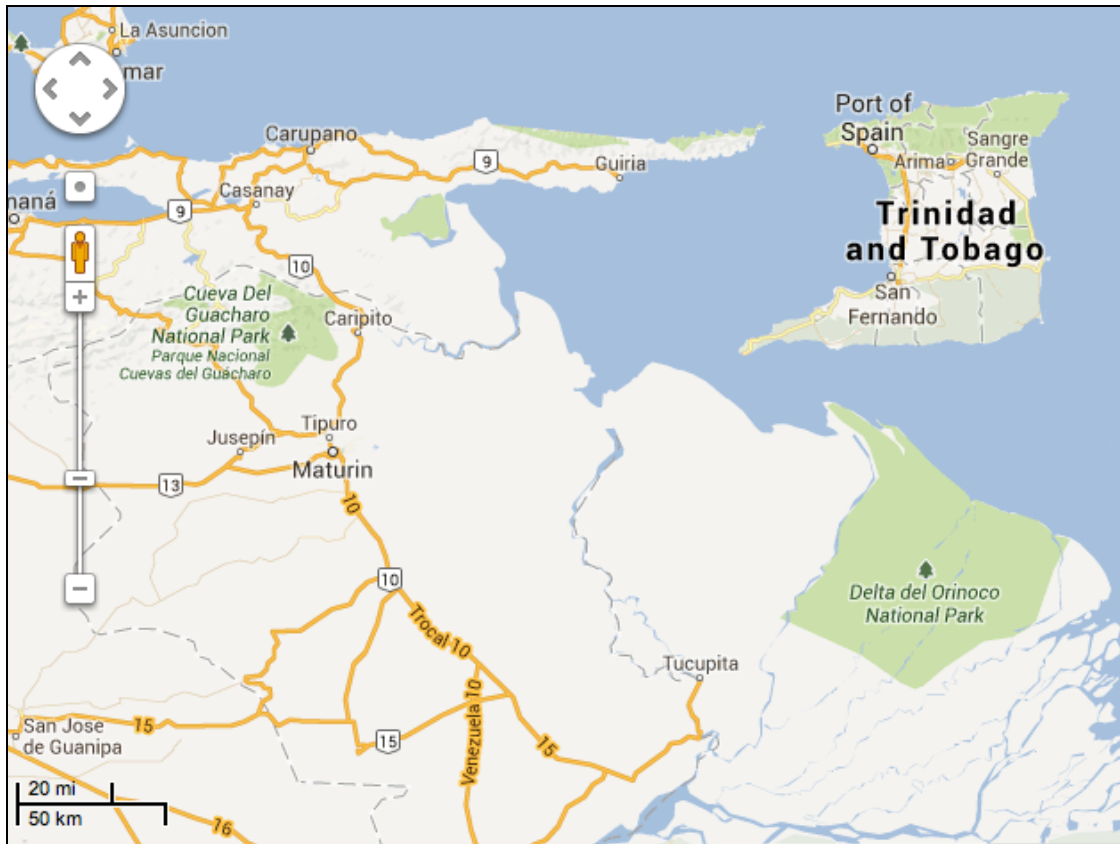 La Asuncion
mar
Carupano
9
Guiria
Port of
Spain
Arima
Sangre
Grande
Casanay
naná
9
Trinidad
and Tobago
10
San
Fernando
Cueva Del
Guacharo
National Park
Parque Nacional
Cuevas del Guácharo
Caripito
Jusepín
Tipuro
Maturin
13
10
10
Trocal 10
Delta del Orinoco
National Park
Tucupita
Venezuela 10
San Jose
de Guanipa
15
15
15
16
20 mi
50 km